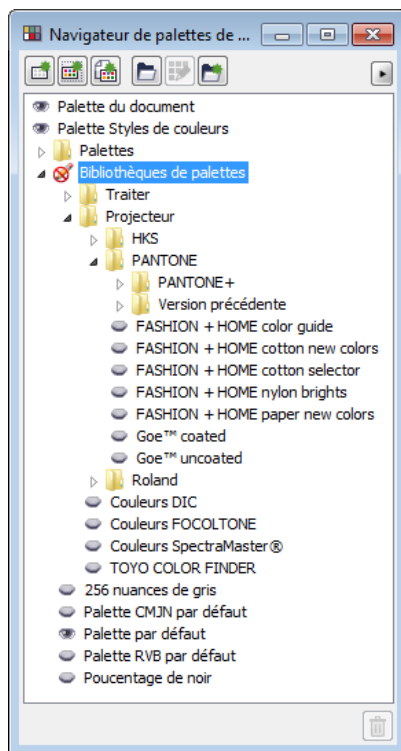 Navigateur de palettes de ...
Palette du document
Palette Styles de couleurs
Palettes
Bibliothèques de palettes
Traiter
Projecteur
HKS
PANTONE
PANTONE+
Version précédente
FASHION + HOME color guide
FASHION + HOME cotton new colors
FASHION + HOME cotton selector
FASHION + HOME nylon brights
FASHION + HOME paper new colors
Goe™ coated
Goe™ uncoated
Roland
Couleurs DIC
Couleurs FOCOLTONE
Couleurs SpectraMaster®
TOYO COLOR FINDER
256 nuances de gris
Palette CMJN par défaut
Palette par défaut
Palette RVB par défaut
Poucentage de noir